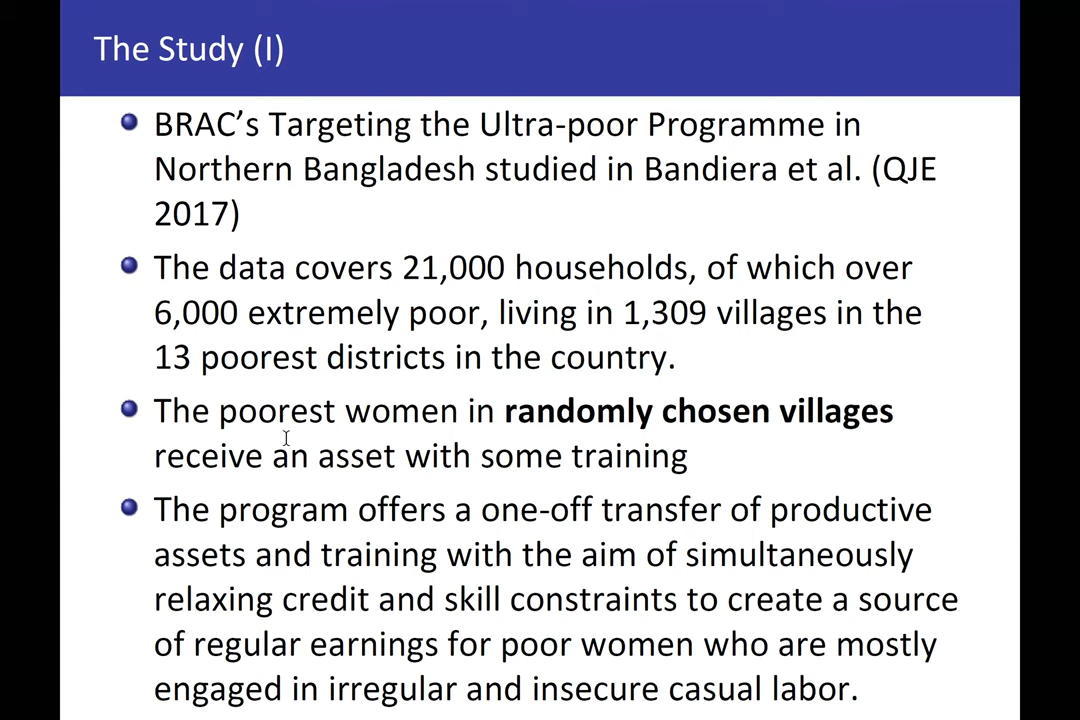 The Study (I)
BRAC’s Targeting the Ultra-poor Programme in
Northern Bangladesh studied in Bandiera et al. (QJE
2017)
The data covers 21,000 households, of which over
6,000 extremely poor, living in 1,309 villages in the
13 poorest districts in the country.
The poorest women in randomly chosen villages
receive an asset with some training
The program offers a one-off transfer of productive
assets and training with the aim of simultaneously
relaxing credit and skill constraints to create a source
of regular earnings for poor women who are mostly
engaged in irregular and insecure casual labor.